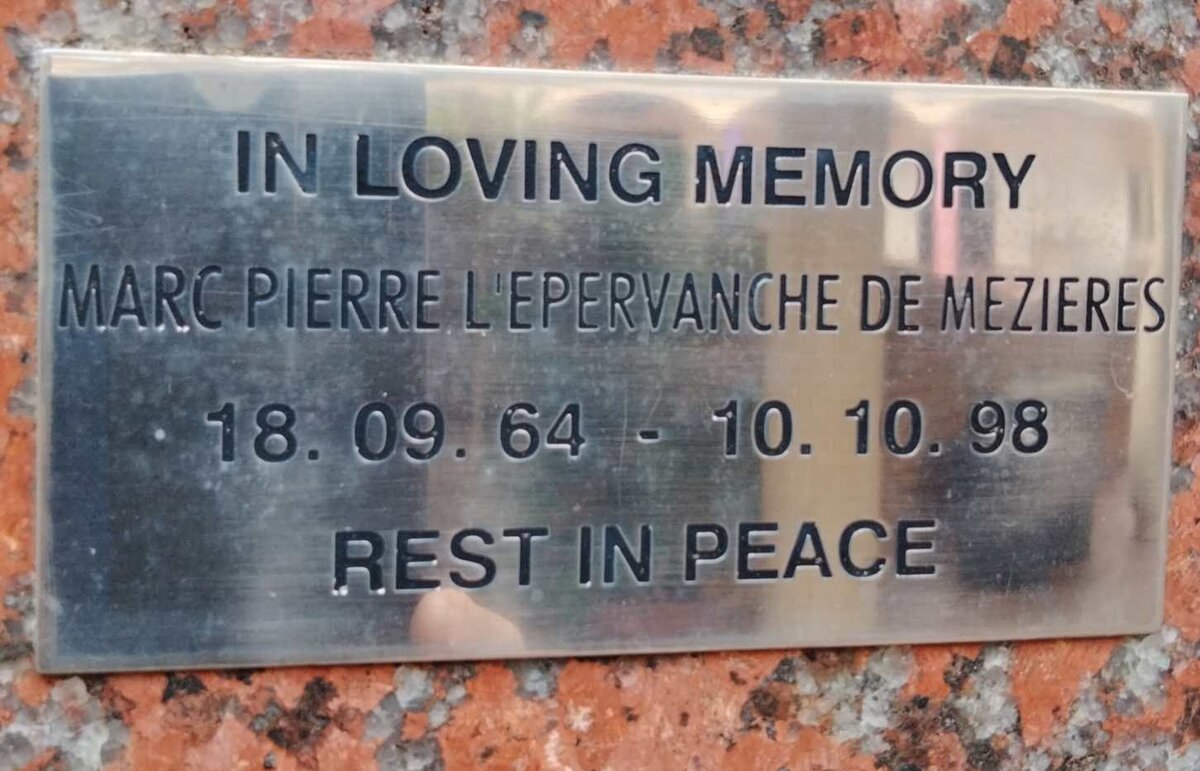 IN LOVING MEMORY
MARC PIERRE L'EPERVANCHE DE MEZIERES
18. 09. 64 - 10. 10. 98
REST IN PEACE